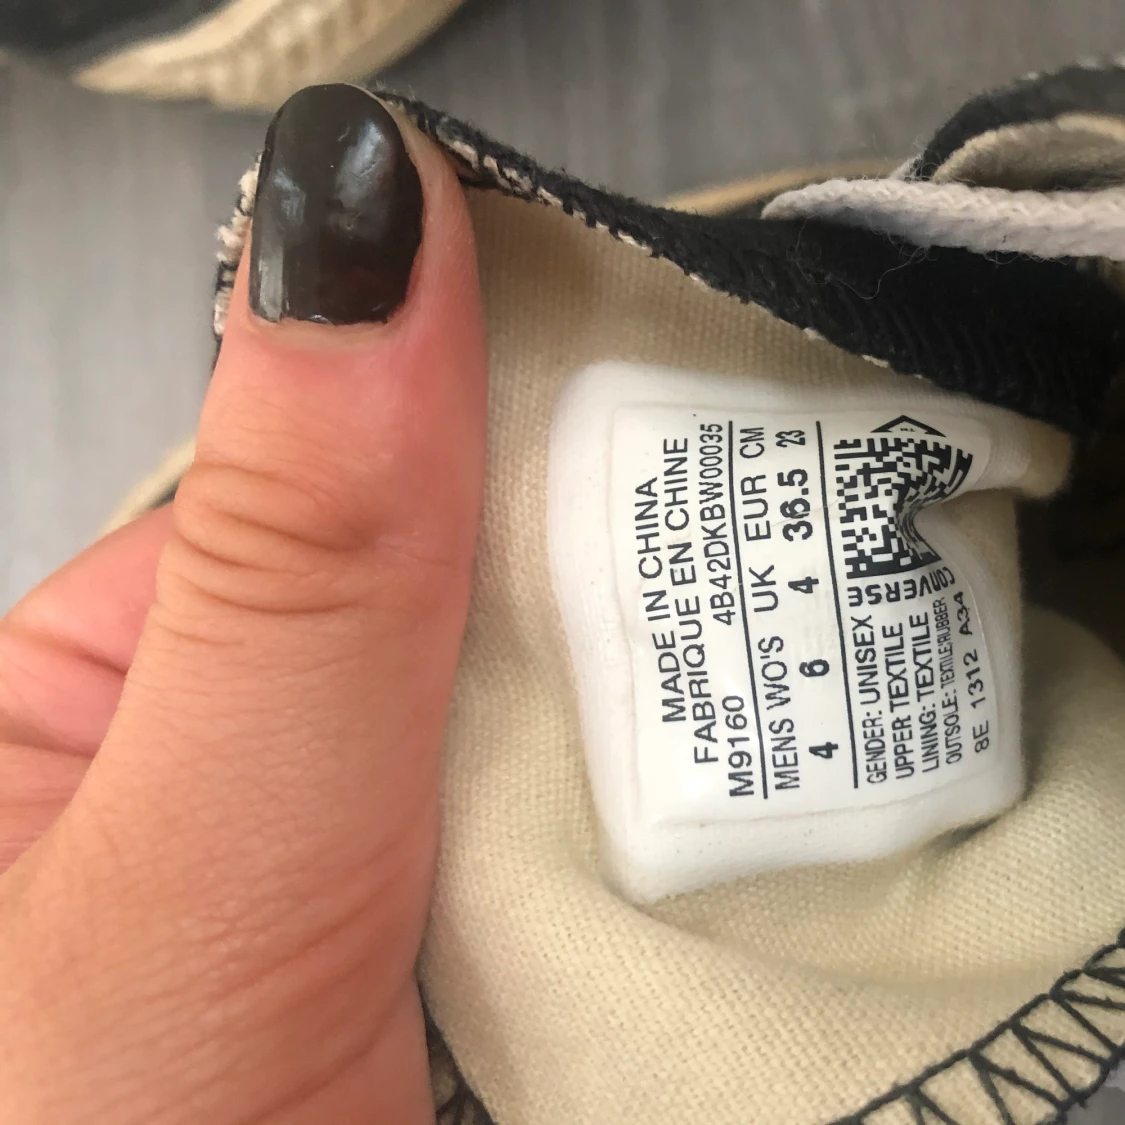 MADE IN CHINA
FABRIQUE EN CHINE
M9160 4B42DKBW00035
MENS WO'S UK EUR CM
4 6 4 36.5 23
GENDER: UNISEX
UPPER TEXTILE
LINING: TEXTILE
OUTSOLE: TEXTILE/RUBBER
8E 1312 A34
CONVERSE